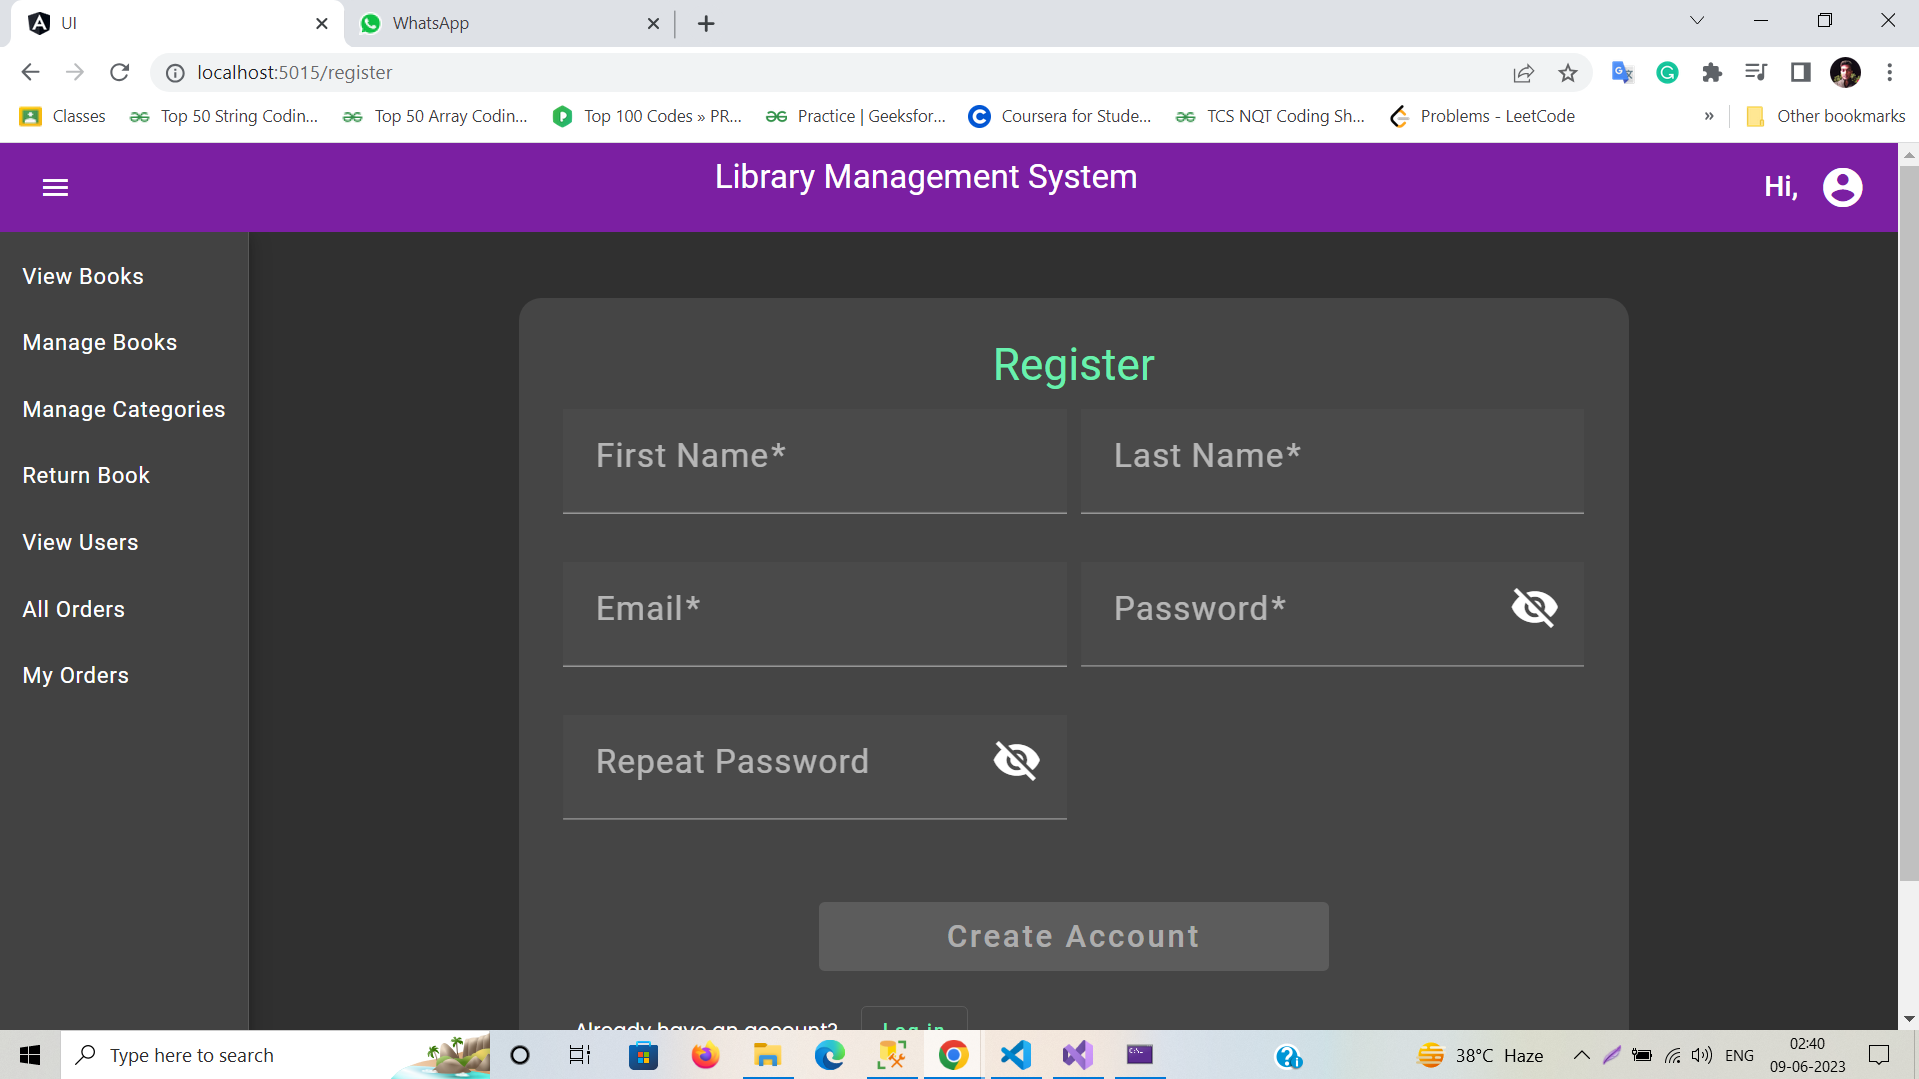 UI
WhatsApp
localhost:5015/register
Classes
Top 50 String Codin...
Top 50 Array Codin...
Top 100 Codes » PR...
Practice | Geeksfor...
Coursera for Stude...
TCS NQT Coding Sh...
Problems - LeetCode
»
Other bookmarks
Library Management System
Hi,
View Books
Manage Books
Manage Categories
Return Book
View Users
All Orders
My Orders
Register
First Name*
Last Name*
Email*
Password*
Repeat Password
Create Account
Already have an account?
Log in
Type here to search
38°C Haze
ENG
02:40
09-06-2023